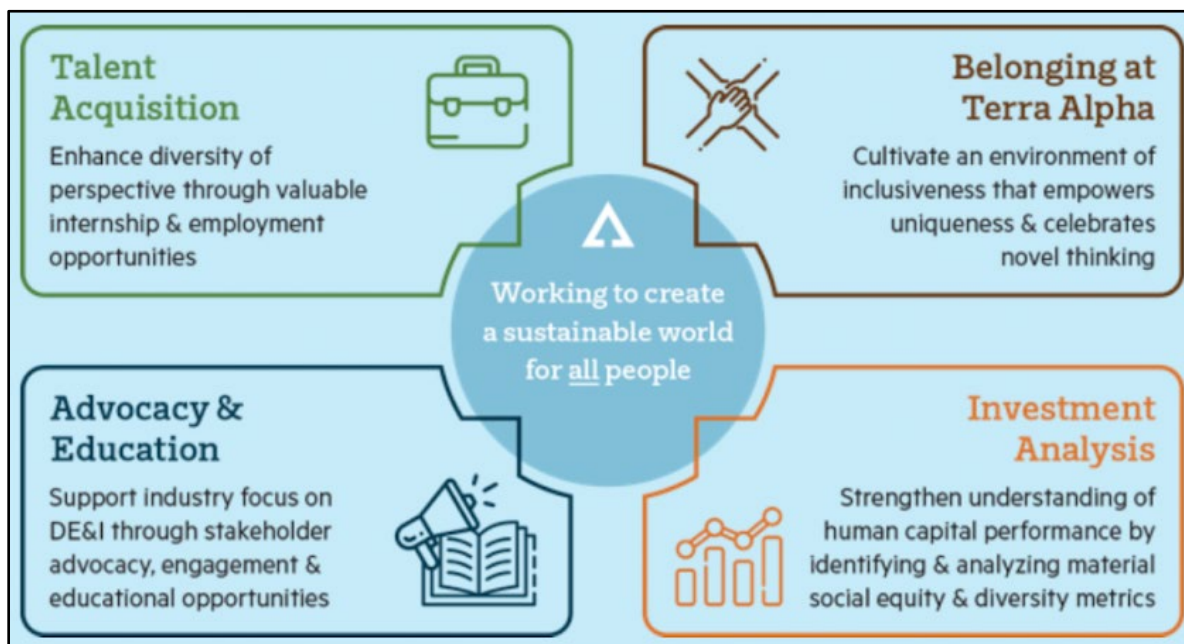 Talent
Acquisition
Enhance diversity of
perspective through valuable
internship & employment
opportunities
Belonging at
Terra Alpha
Cultivate an environment of
inclusiveness that empowers
uniqueness & celebrates
novel thinking
Working to create
a sustainable world
for all people
Advocacy &
Education
Support industry focus on
DE&I through stakeholder
advocacy, engagement &
educational opportunities
Investment
Analysis
Strengthen understanding of
human capital performance by
identifying & analyzing material
social equity & diversity metrics